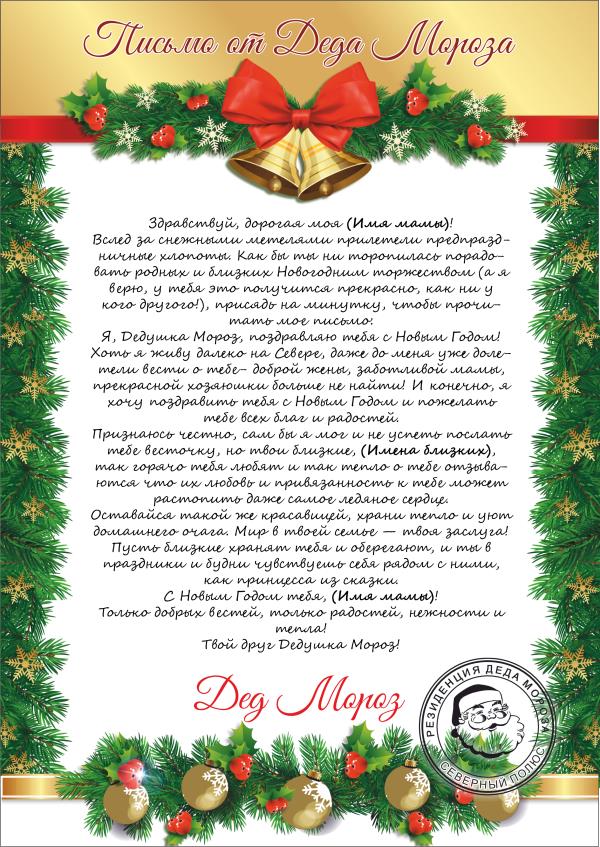 Письмо от Деда Мороза
Здравствуй, дорогая моя (Имя мамы)!
Вслед за снежными метелями прилетели предпразд-
ничные хлопоты. Как бы ты ни торопилась порадо-
вать родных и близких Новогодним торжеством (а я
верю, у тебя это получится прекрасно, как ни у
кого другого!), присядь на минутку, чтобы прочи-
тать мое письмо:
Я, Дедушка Мороз, поздравляю тебя с Новым Годом!
Хоть я живу далеко на Севере, даже до меня уже доле-
тели вести о тебе- доброй жены, заботливой мамы,
прекрасной хозяюшки больше не найти! И конечно, я
хочу поздравить тебя с Новым Годом и пожелать
тебе всех благ и радостей.
Признаюсь честно, сам бы я мог и не успеть послать
тебе весточку, но твои близкие, (Имена близких),
так горячо тебя любят и так тепло о тебе отзыва-
ются что их любовь и привязанность к тебе может
растопить даже самое ледяное сердце.
Оставайся такой же красавицей, храни тепло и уют
домашнего очага. Мир в твоей семье — твоя заслуга!
Пусть близкие хранят тебя и оберегают, и ты в
праздники и будни чувствуешь себя рядом с ними,
как принцесса из сказки.
С Новым Годом тебя, (Имя мамы)!
Только добрых вестей, только радостей, нежности и
тепла!
Твой друг Дедушка Мороз!
Дед Мороз
РЕЗИДЕНЦИЯ ДЕДА МОРОЗА
СЕВЕРНЫЙ ПОЛЮС